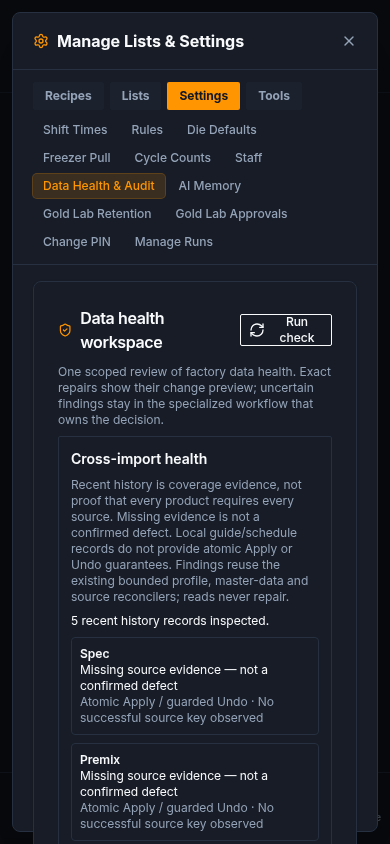 Manage Lists & Settings
Recipes Lists Settings Tools
Shift Times Rules Die Defaults
Freezer Pull Cycle Counts Staff
Data Health & Audit AI Memory
Gold Lab Retention Gold Lab Approvals
Change PIN Manage Runs
Data health
workspace
Run
check
One scoped review of factory data health. Exact
repairs show their change preview; uncertain
findings stay in the specialized workflow that
owns the decision.
Cross-import health
Recent history is coverage evidence, not
proof that every product requires every
source. Missing evidence is not a
confirmed defect. Local guide/schedule
records do not provide atomic Apply or
Undo guarantees. Findings reuse the
existing bounded profile, master-data and
source reconcilers; reads never repair.
5 recent history records inspected.
Spec
Missing source evidence — not a
confirmed defect
Atomic Apply / guarded Undo · No
successful source key observed
Premix
Missing source evidence — not a
confirmed defect
Atomic Apply / guarded Undo · No
successful source key observed